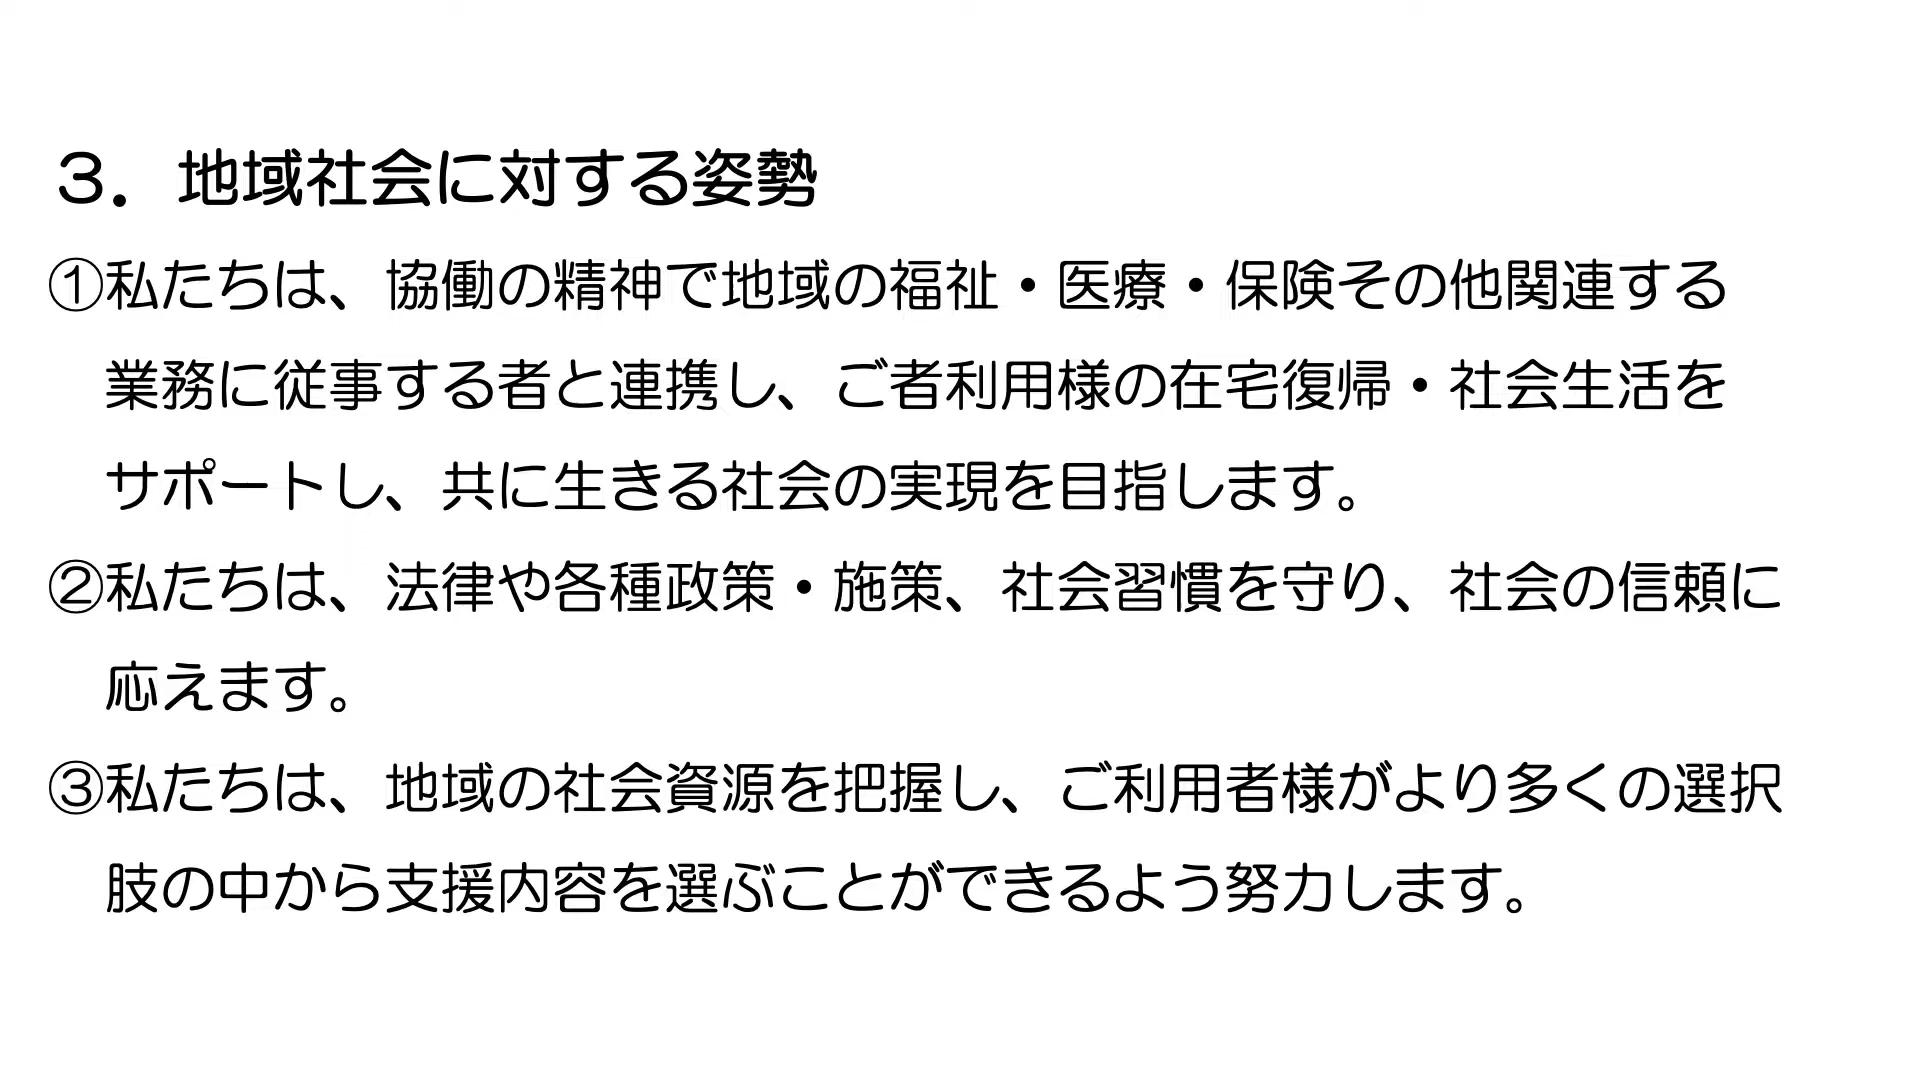 ３．地域社会に対する姿勢
①私たちは、協働の精神で地域の福祉・医療・保険その他関連する
業務に従事する者と連携し、ご者利用様の在宅復帰・社会生活を
サポートし、共に生きる社会の実現を目指します。
②私たちは、法律や各種政策・施策、社会習慣を守り、社会の信頼に
応えます。
③私たちは、地域の社会資源を把握し、ご利用者様がより多くの選択
肢の中から支援内容を選ぶことができるよう努力します。